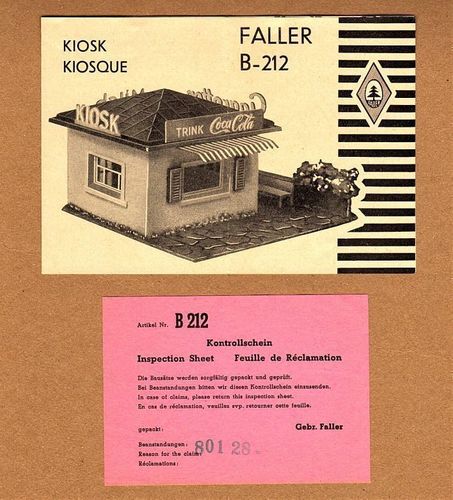 KIOSK
KIOSQUE
FALLER
B-212
KIOSK
TRINK Coca-Cola
Artikel Nr. B 212
Kontrollschein
Inspection Sheet Feuille de Réclamation
Die Bausätze werden sorgfältig gepackt und geprüft.
Bei Beanstandungen bitten wir diesen Kontrollschein einzusenden.
In case of claims, please return this inspection sheet.
En cas de réclamation, veuillez svp. retourner cette feuille.
gepackt:
Gebr. Faller
Beanstandungen:
Reason for the claim:
Réclamations:
801 28